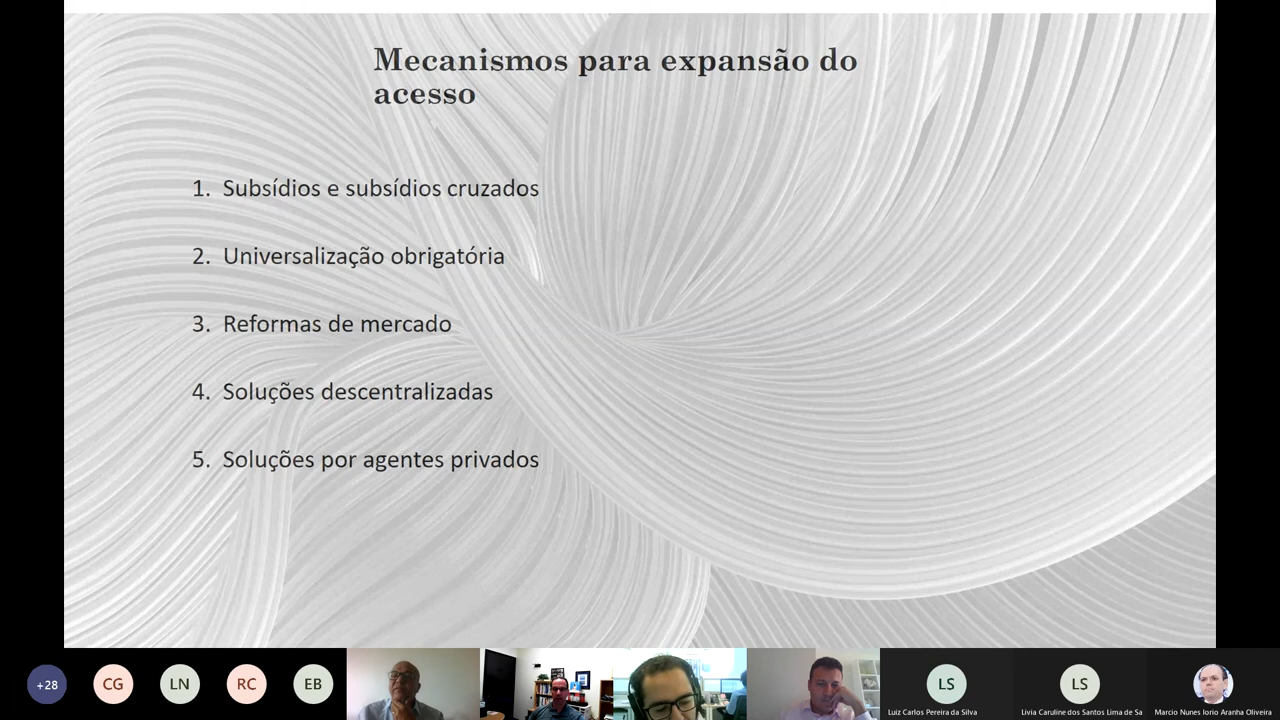 Mecanismos para expansão do
acesso
1. Subsídios e subsídios cruzados
2. Universalização obrigatória
3. Reformas de mercado
4. Soluções descentralizadas
5. Soluções por agentes privados
+28
CG
LN
RC
EB
LS
LS
Luiz Carlos Pereira da Silva
Livia Caruline dos Santos Lima de Sa
Marcio Nunes Iorio Aranha Oliveira